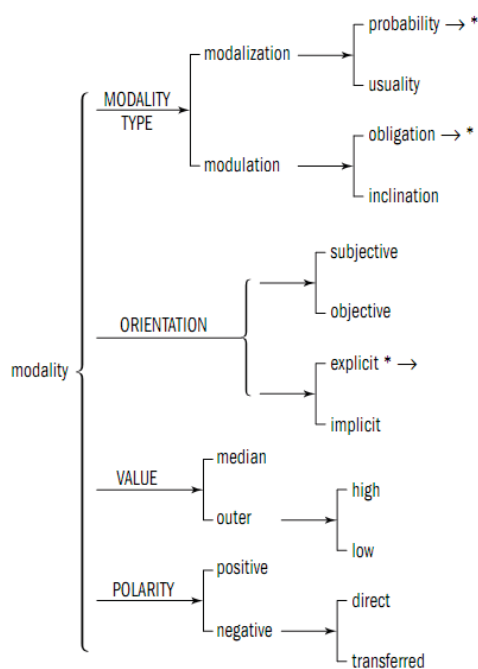 probability → *
modalization
usuality
MODALITY
TYPE
obligation → *
modulation
inclination
subjective
objective
ORIENTATION
explicit * →
modality
implicit
median
VALUE
high
outer
low
positive
POLARITY
direct
negative
transferred